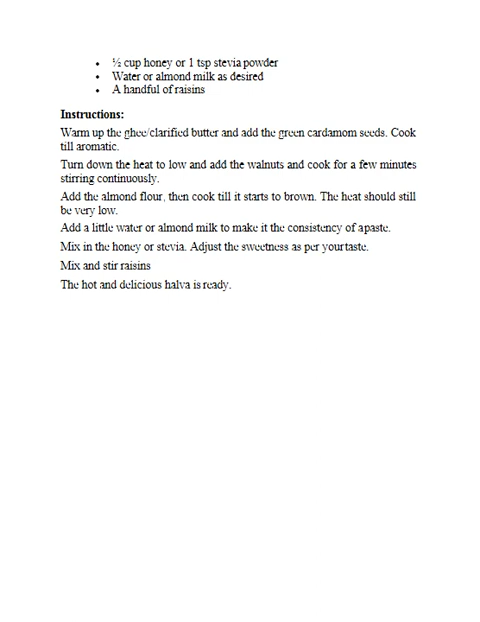 • ½ cup honey or 1 tsp stevia powder
• Water or almond milk as desired
• A handful of raisins
Instructions:
Warm up the ghee/clarified butter and add the green cardamom seeds. Cook
till aromatic.
Turn down the heat to low and add the walnuts and cook for a few minutes
stirring continuously.
Add the almond flour, then cook till it starts to brown. The heat should still
be very low.
Add a little water or almond milk to make it the consistency of apaste.
Mix in the honey or stevia. Adjust the sweetness as per yourtaste.
Mix and stir raisins
The hot and delicious halva is ready.